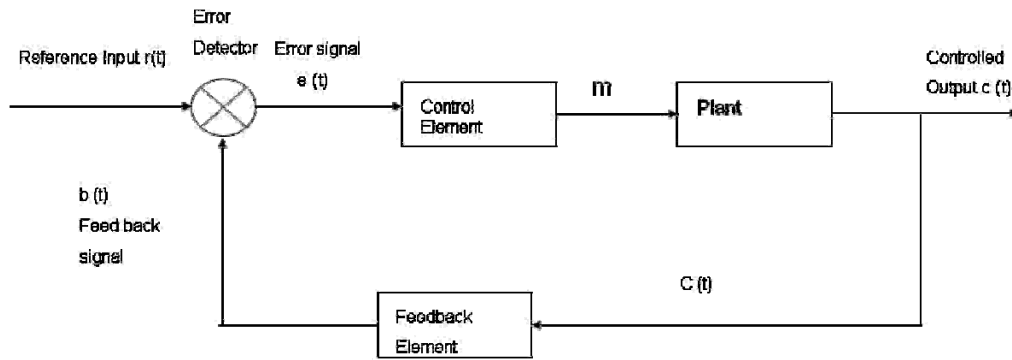 Error
Detector
Reference Input r(t)
Error signal
e (t)
Control
Element
m
Plant
Controlled
Output c (t)
b (t)
Feed back
signal
C (t)
Feedback
Element